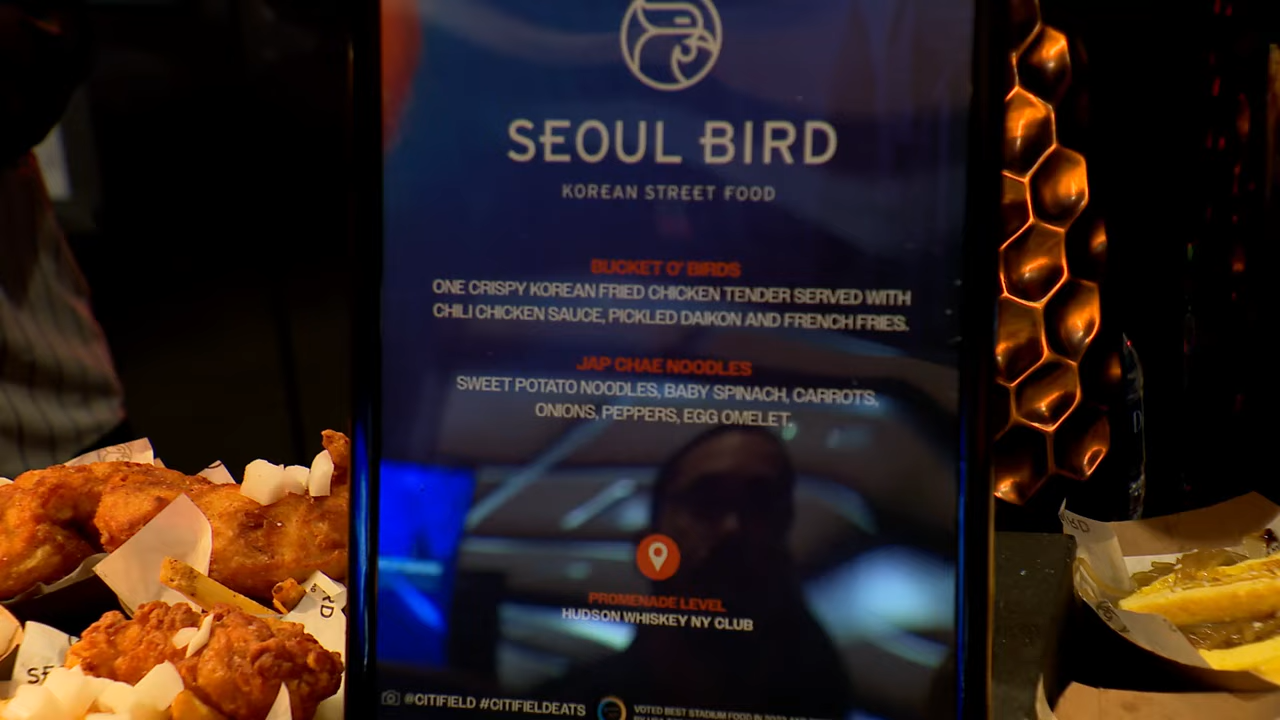 SEOUL BIRD
KOREAN STREET FOOD
BUCKET O' BIRDS
ONE CRISPY KOREAN FRIED CHICKEN TENDER SERVED WITH
CHILI CHICKEN SAUCE, PICKLED DAIKON AND FRENCH FRIES.
JAP CHAE NOODLES
SWEET POTATO NOODLES, BABY SPINACH, CARROTS,
ONIONS, PEPPERS, EGG OMELET.
PROMENADE LEVEL
HUDSON WHISKEY NY CLUB
@CITIFIELD #CITIFIELDEATS
VOTED BEST STADIUM FOOD IN